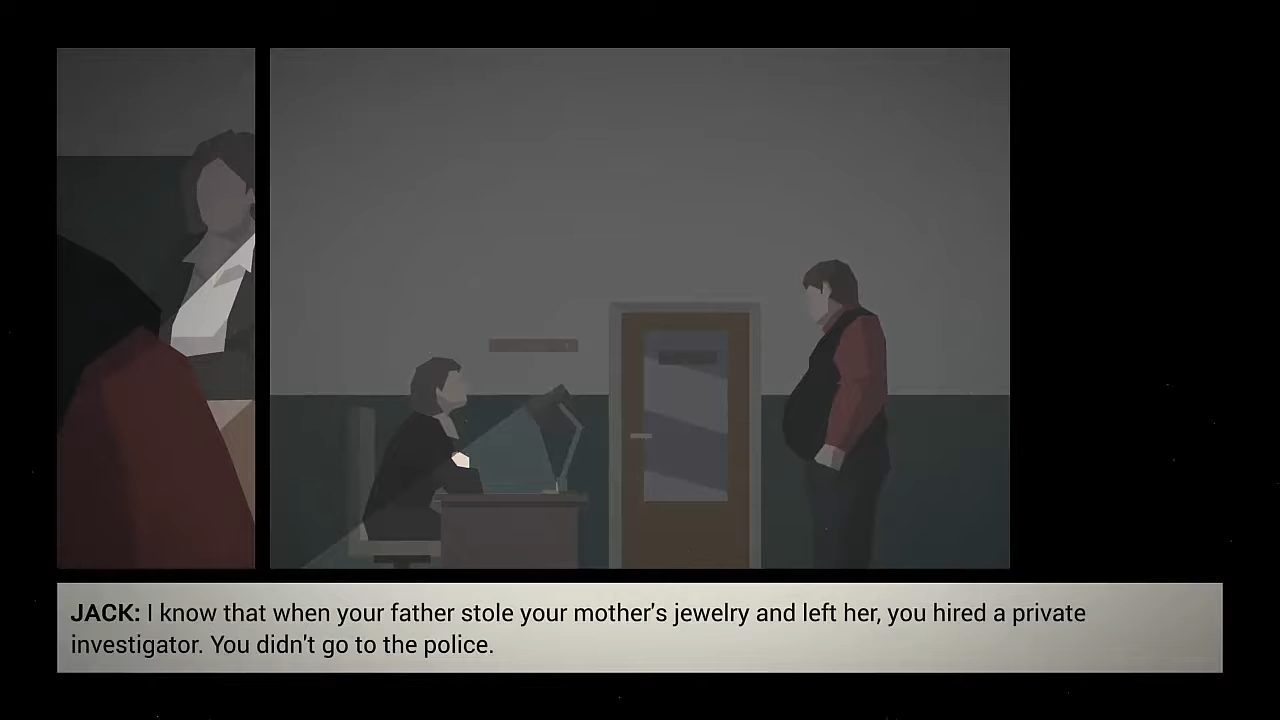 JACK: I know that when your father stole your mother's jewelry and left her, you hired a private
investigator. You didn't go to the police.